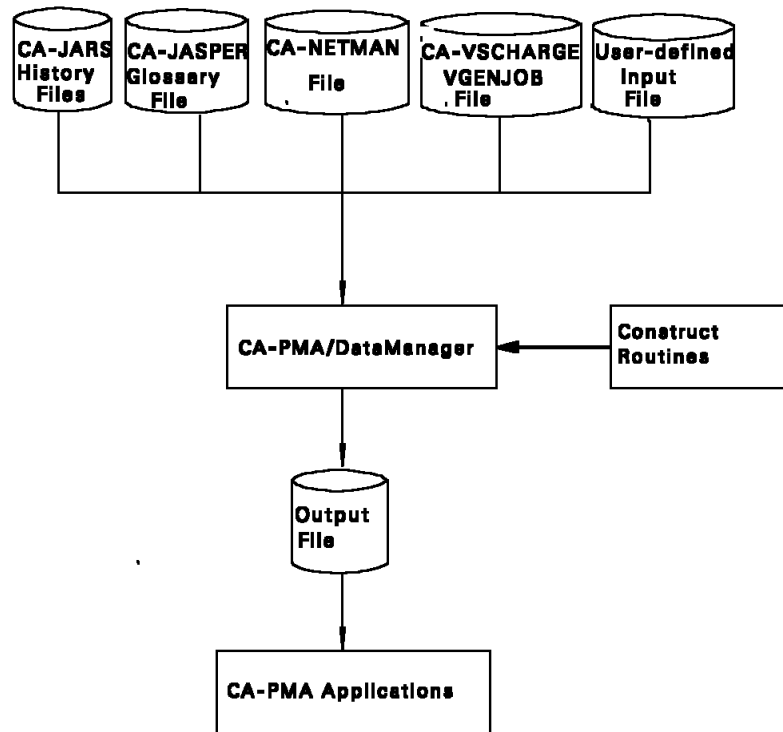 CA-JARS
History
Files
CA-JASPER
Glossary
File
CA-NETMAN
File
CA-VSCHARGE
VGENJOB
File
User-defined
Input
File
CA-PMA/DataManager
Construct
Routines
Output
File
CA-PMA Applications